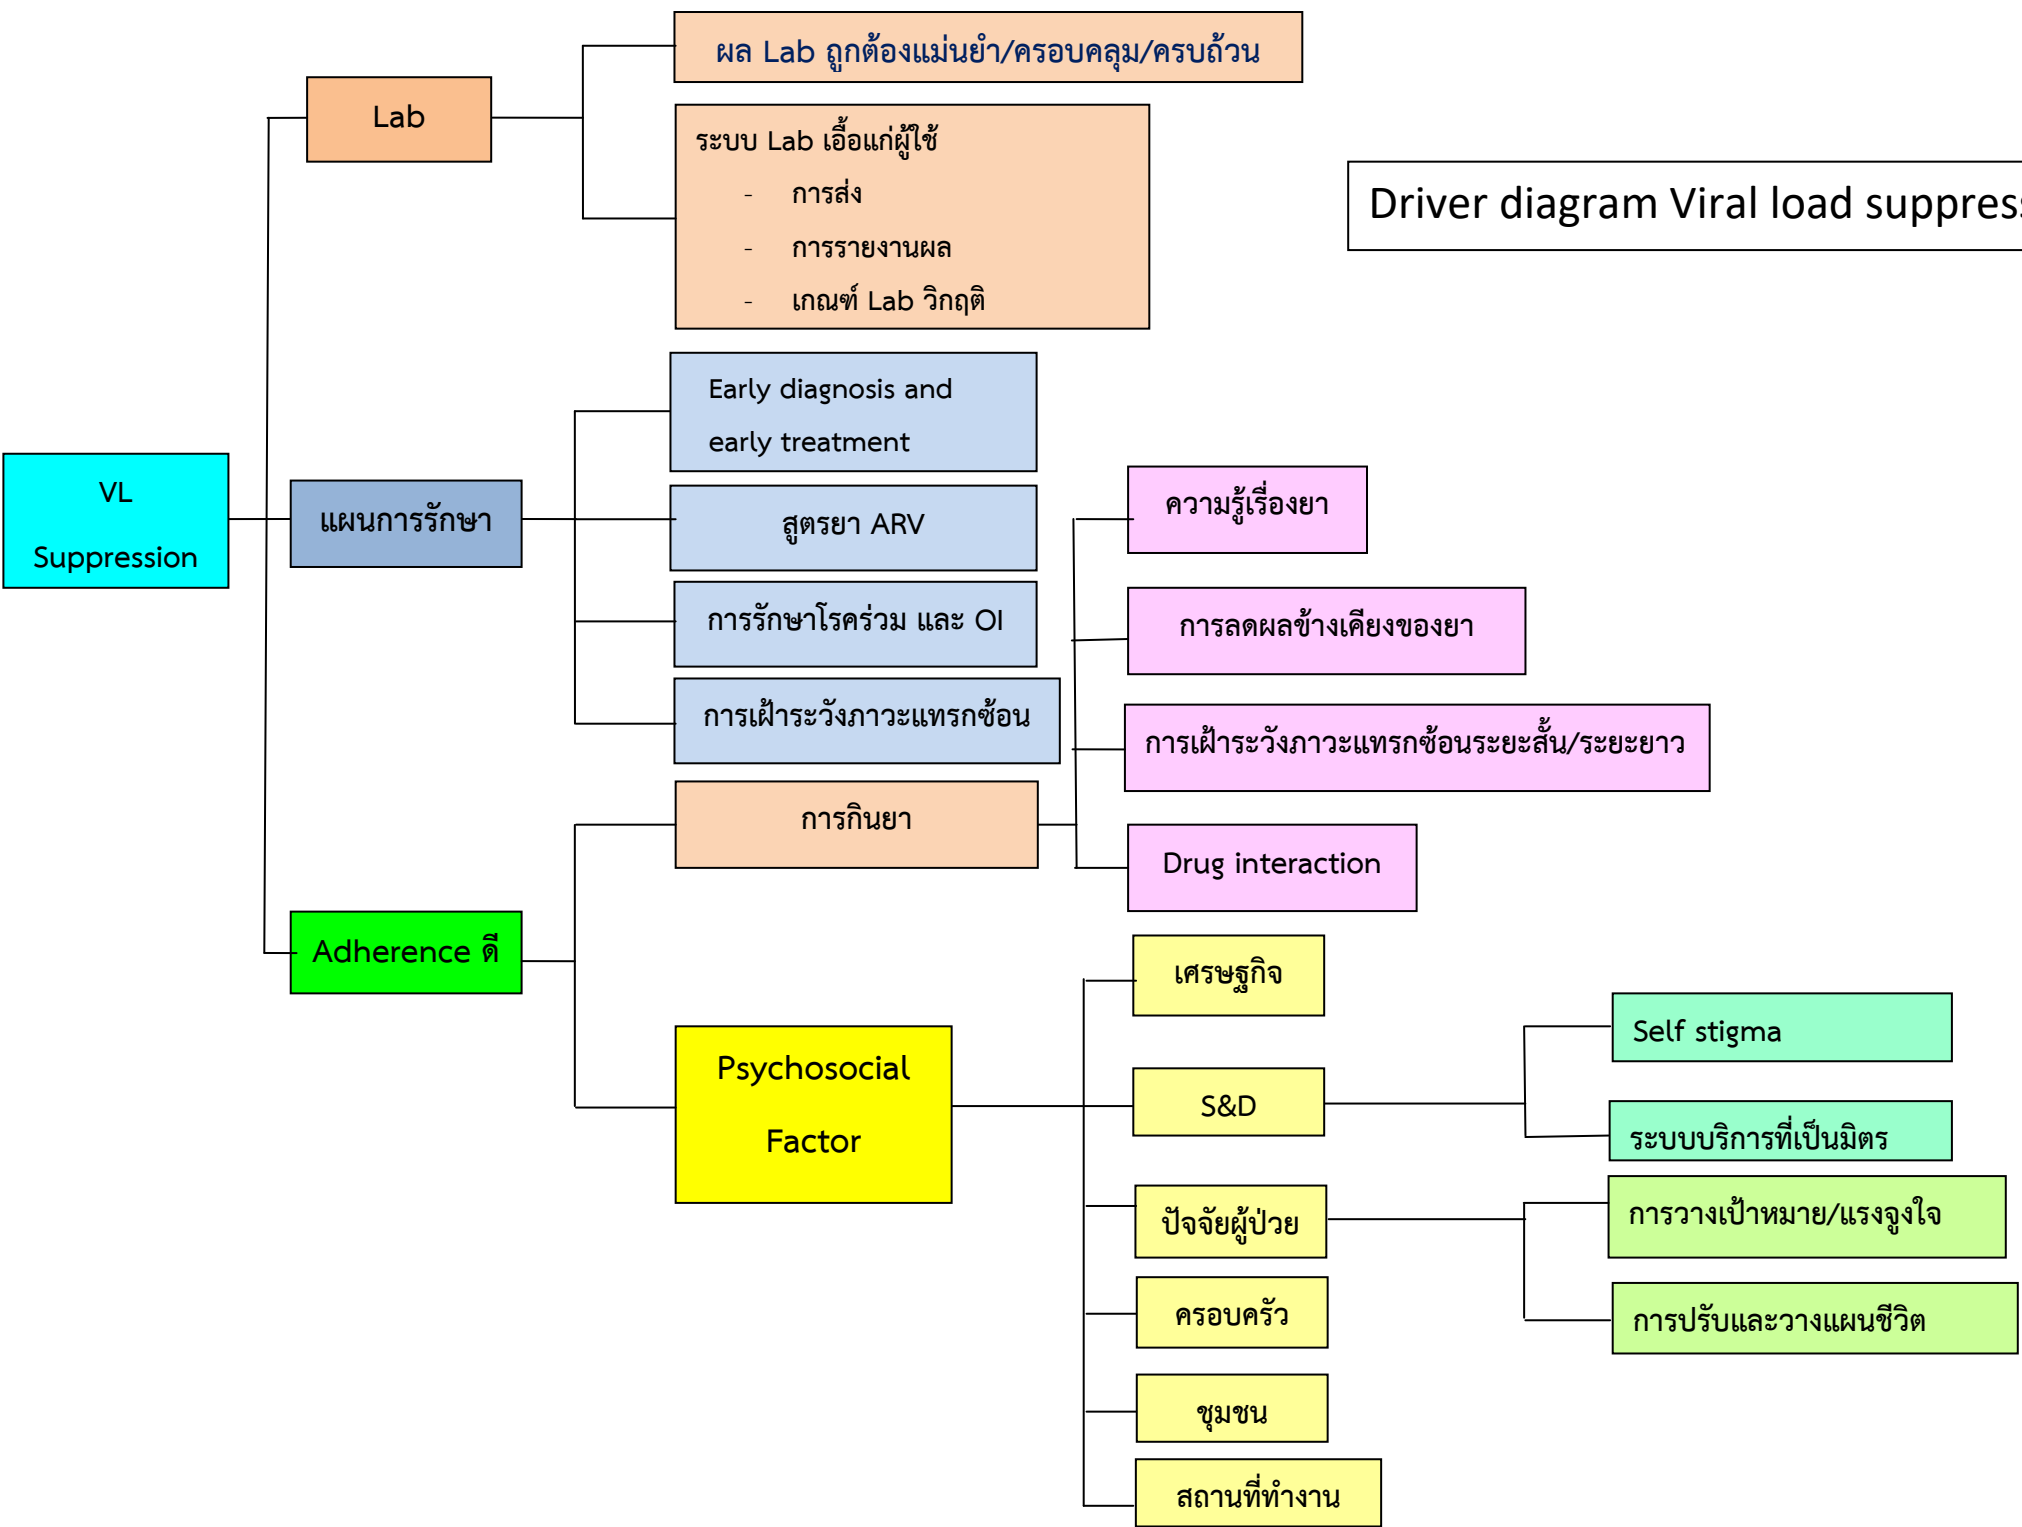 ผล Lab ถูกต้องแม่นยำ/ครอบคลุม/ครบถ้วน
Lab
ระบบ Lab เอื้อแก่ผู้ใช้
- การส่ง
- การรายงานผล
- เกณฑ์ Lab วิกฤติ
Driver diagram Viral load suppress
Early diagnosis and
early treatment
VL
Suppression
แผนการรักษา
สูตรยา ARV
การรักษาโรคร่วม และ OI
การเฝ้าระวังภาวะแทรกซ้อน
ความรู้เรื่องยา
การลดผลข้างเคียงของยา
การเฝ้าระวังภาวะแทรกซ้อนระยะสั้น/ระยะยาว
การกินยา
Drug interaction
Adherence ดี
Psychosocial
Factor
เศรษฐกิจ
S&D
Self stigma
ระบบบริการที่เป็นมิตร
ปัจจัยผู้ป่วย
การวางเป้าหมาย/แรงจูงใจ
การปรับและวางแผนชีวิต
ครอบครัว
ชุมชน
สถานที่ทำงาน